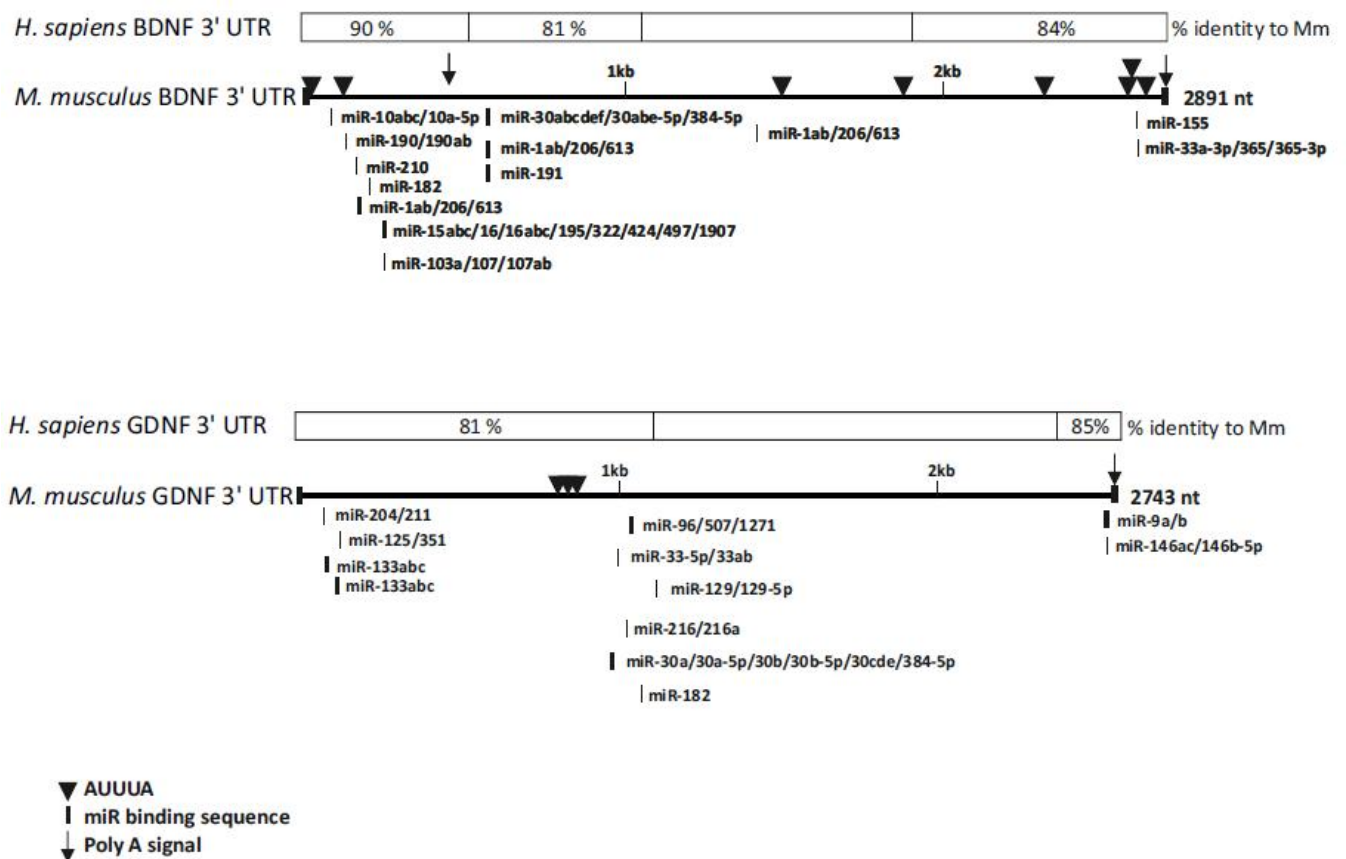 H. sapiens BDNF 3' UTR 90 % 81 % 84% % identity to Mm
1kb 2kb
M. musculus BDNF 3' UTR 2891 nt
miR-10abc/10a-5p miR-30abcdef/30abe-5p/384-5p miR-155
miR-1ab/206/613
miR-190/190ab miR-1ab/206/613 miR-33a-3p/365/365-3p
miR-210 miR-191
miR-182
miR-1ab/206/613
miR-15abc/16/16abc/195/322/424/497/1907
miR-103a/107/107ab
H. sapiens GDNF 3' UTR 81 % 85% % identity to Mm
1kb 2kb
M. musculus GDNF 3' UTR 2743 nt
miR-204/211 miR-96/507/1271 miR-9a/b
miR-125/351 miR-146ac/146b-5p
miR-133abc miR-33-5p/33ab
miR-133abc miR-129/129-5p
miR-216/216a
miR-30a/30a-5p/30b/30b-5p/30cde/384-5p
miR-182
AUUUA
miR binding sequence
Poly A signal